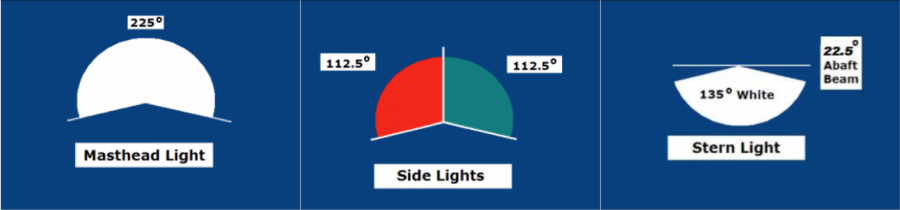 225°
Masthead Light
112.5°
112.5°
Side Lights
22.5°
Abaft
Beam
135° White
Stern Light